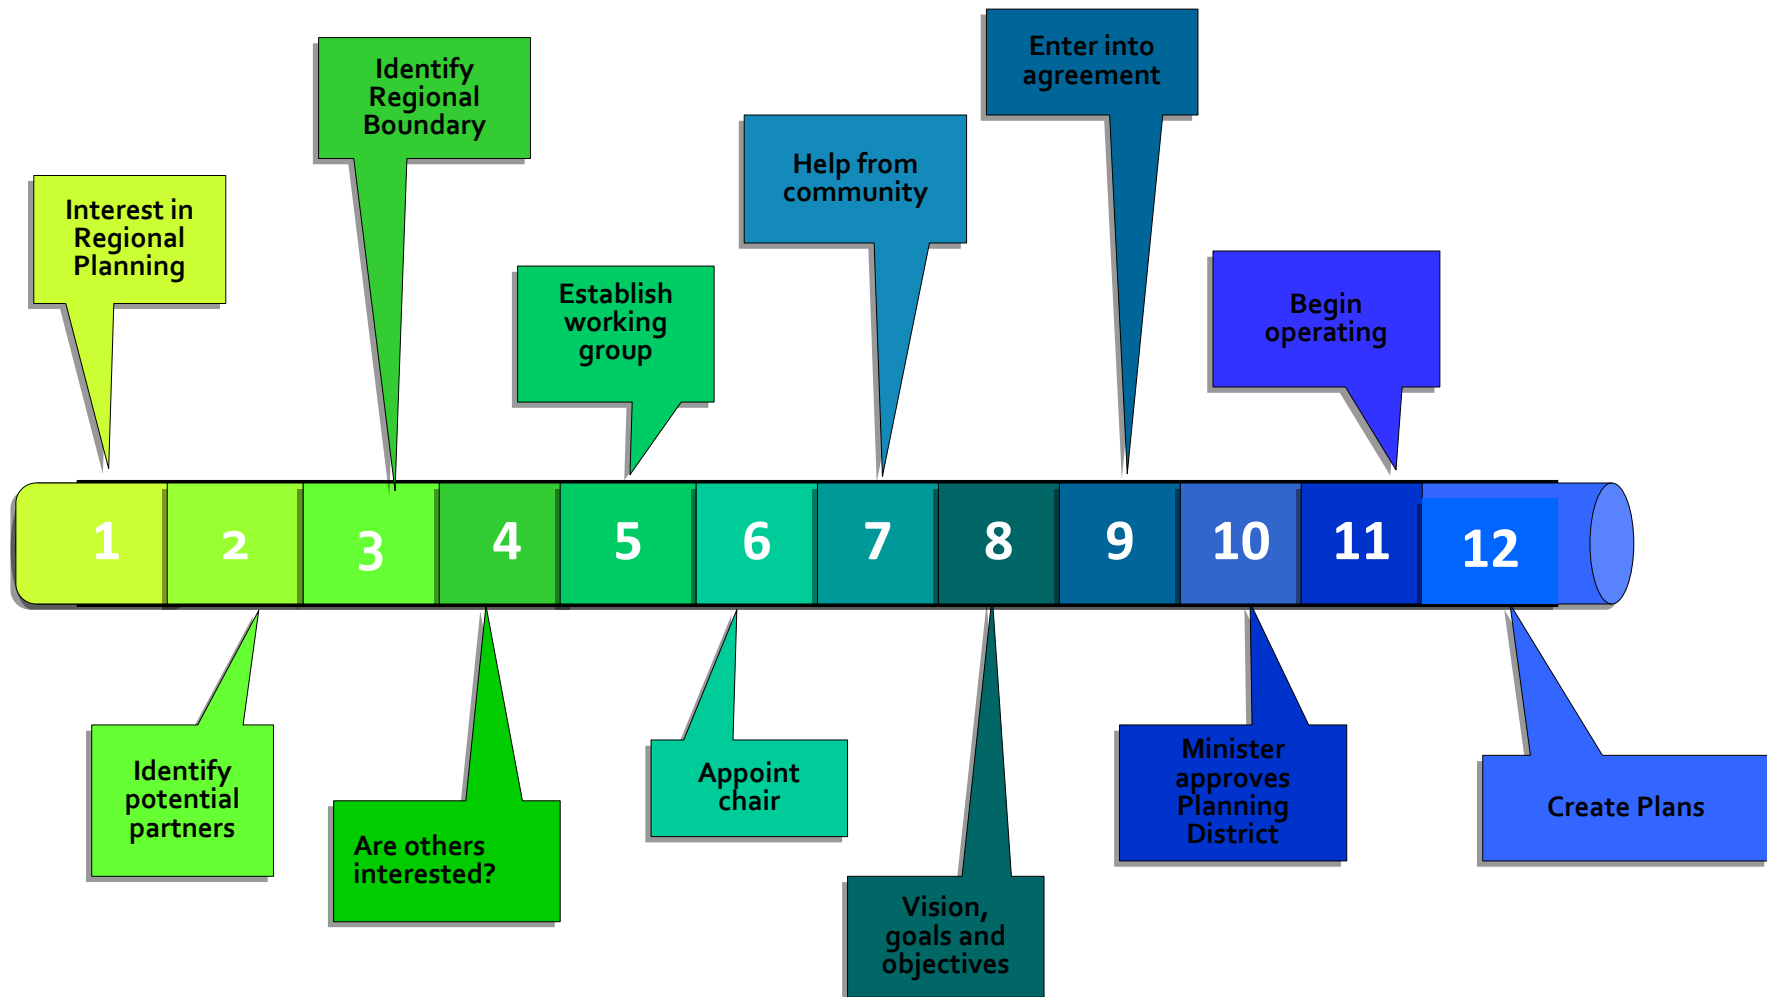 Interest in
Regional
Planning
Identify
Regional
Boundary
Establish
working
group
Help from
community
Enter into
agreement
Begin
operating
1
2
3
4
5
6
7
8
9
10
11
12
Identify
potential
partners
Are others
interested?
Appoint
chair
Vision,
goals and
objectives
Minister
approves
Planning
District
Create Plans